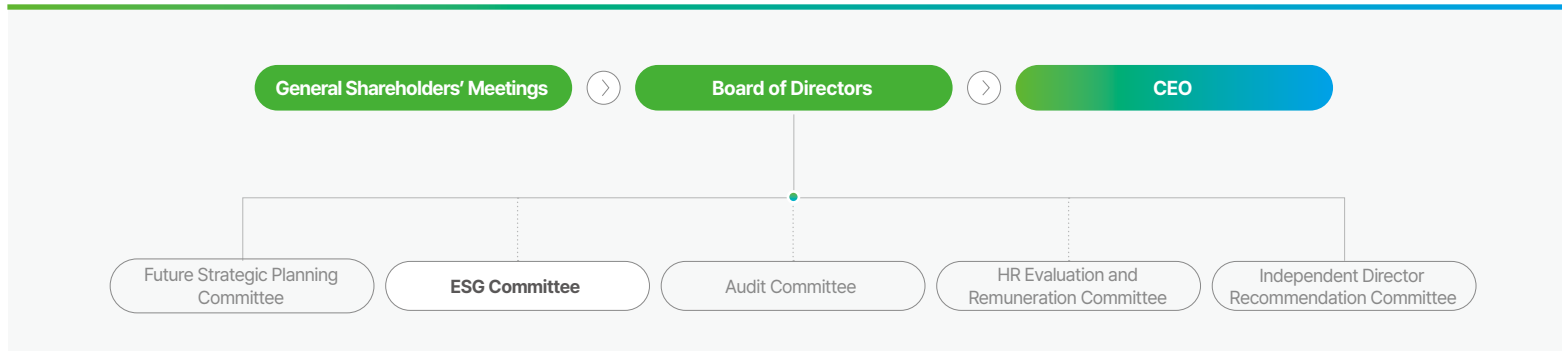 General Shareholders' Meetings
Board of Directors
CEO
Future Strategic Planning
Committee
ESG Committee
Audit Committee
HR Evaluation and
Remuneration Committee
Independent Director
Recommendation Committee